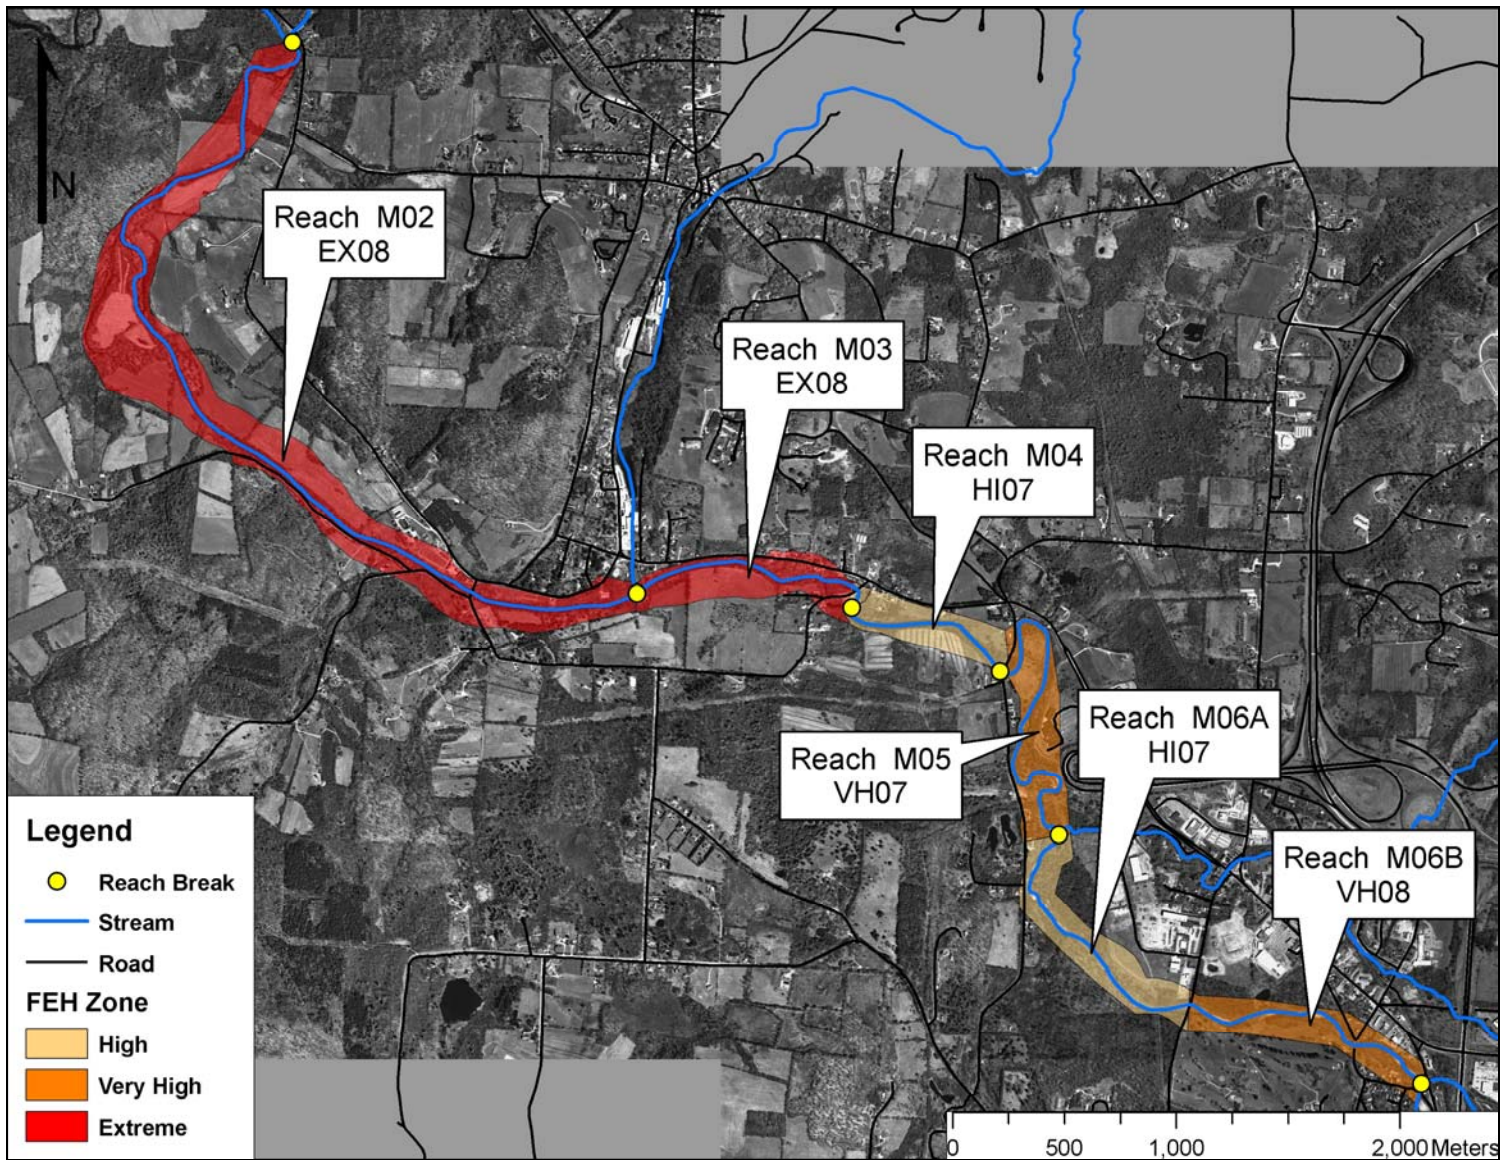 N
Reach M02
EX08
Reach M03
EX08
Reach M04
HI07
Reach M05
VH07
Reach M06A
HI07
Reach M06B
VH08
Legend
Reach Break
Stream
Road
FEH Zone
High
Very High
Extreme
0 500 1,000 2,000 Meters